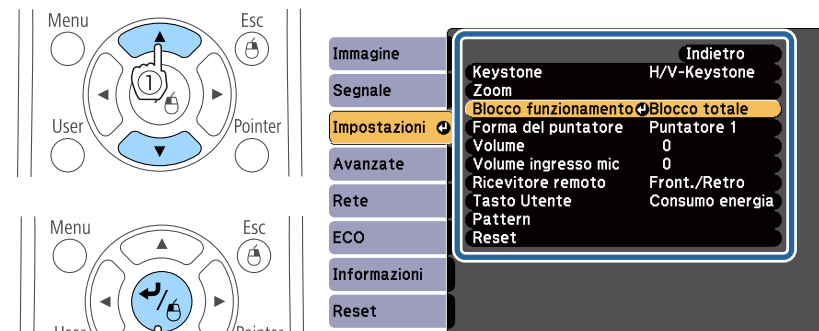 Menu Esc
1
User Pointer
Menu Esc
User Pointer
Immagine
Segnale
Impostazioni
Avanzate
Rete
ECO
Informazioni
Reset
Indietro
Keystone H/V-Keystone
Zoom
Blocco funzionamento Blocco totale
Forma del puntatore Puntatore 1
Volume 0
Volume ingresso mic 0
Ricevitore remoto Front./Retro
Tasto Utente Consumo energia
Pattern
Reset